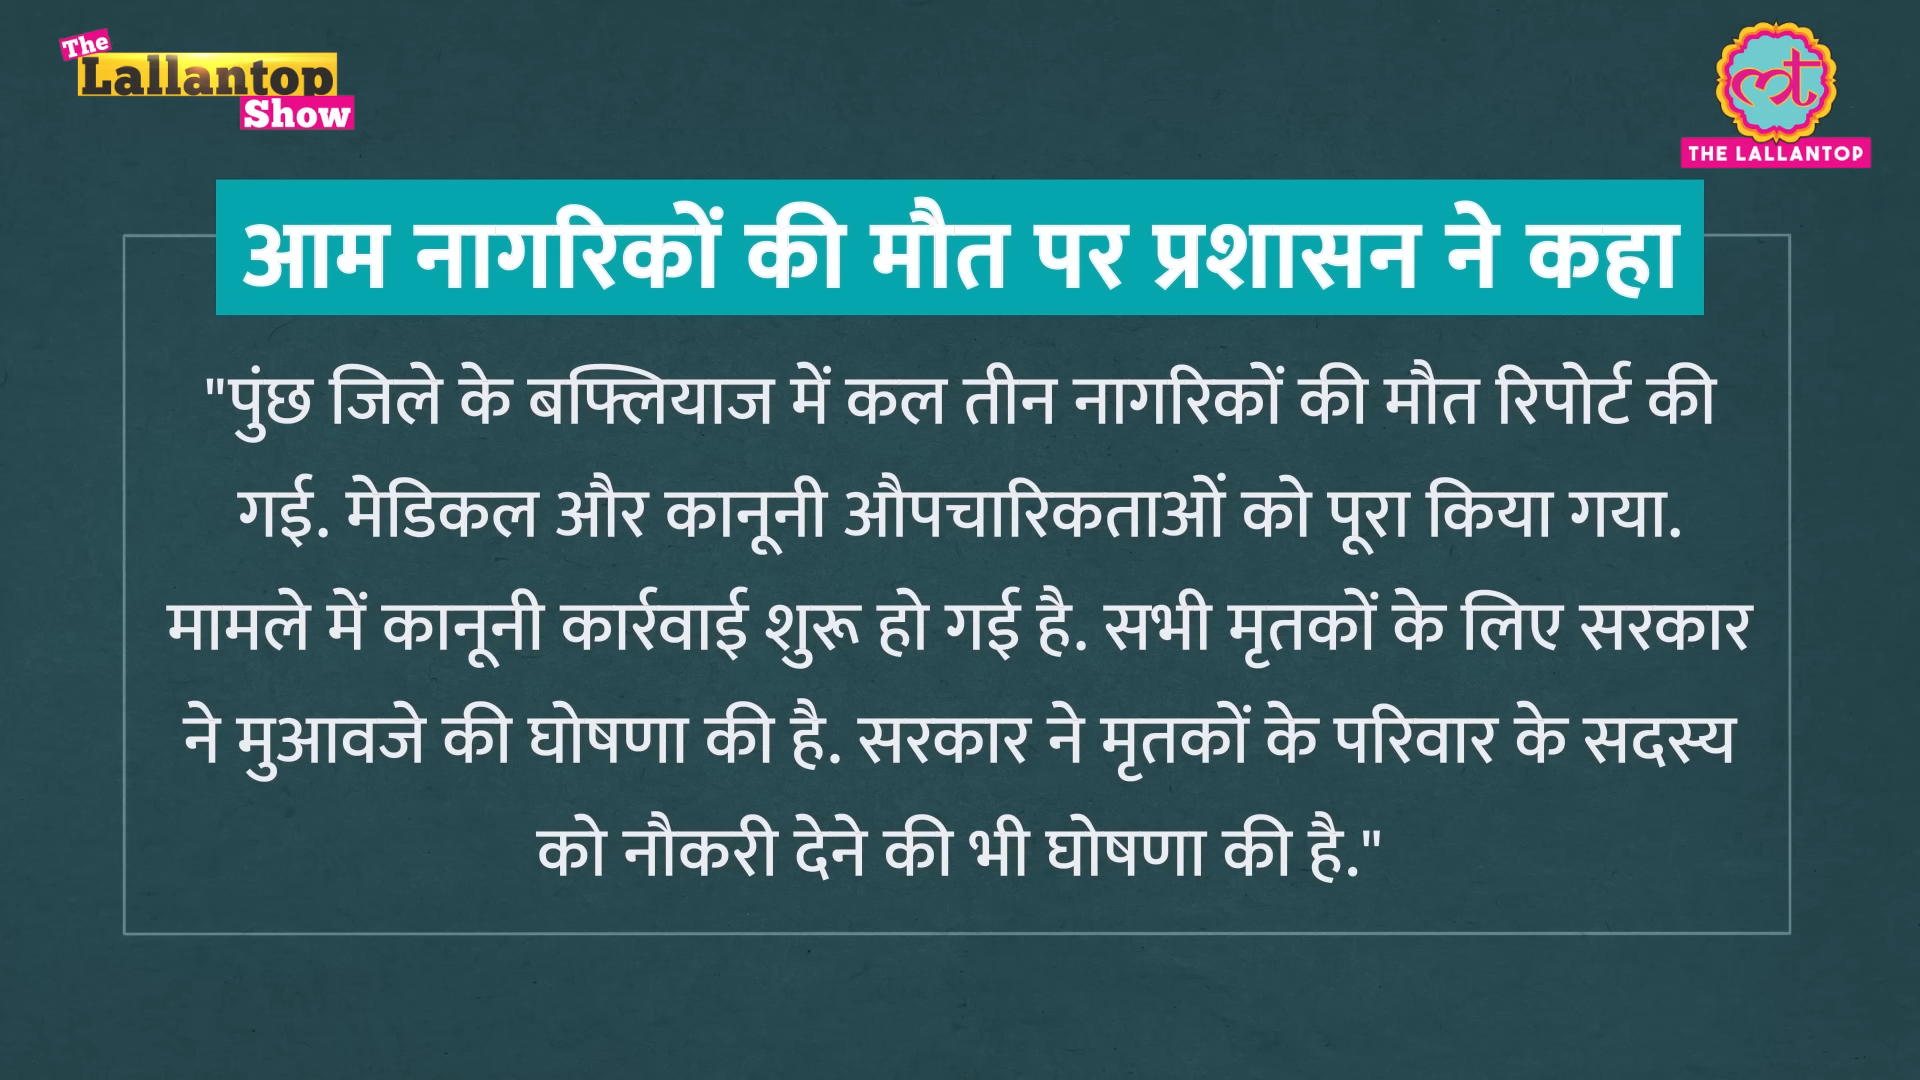 The
Lallantop
Show
THE LALLANTOP
आम नागरिकों की मौत पर प्रशासन ने कहा
"पुंछ जिले के बफ्लियाज में कल तीन नागरिकों की मौत रिपोर्ट की
गई. मेडिकल और कानूनी औपचारिकताओं को पूरा किया गया.
मामले में कानूनी कार्रवाई शुरू हो गई है. सभी मृतकों के लिए सरकार
ने मुआवजे की घोषणा की है. सरकार ने मृतकों के परिवार के सदस्य
को नौकरी देने की भी घोषणा की है."